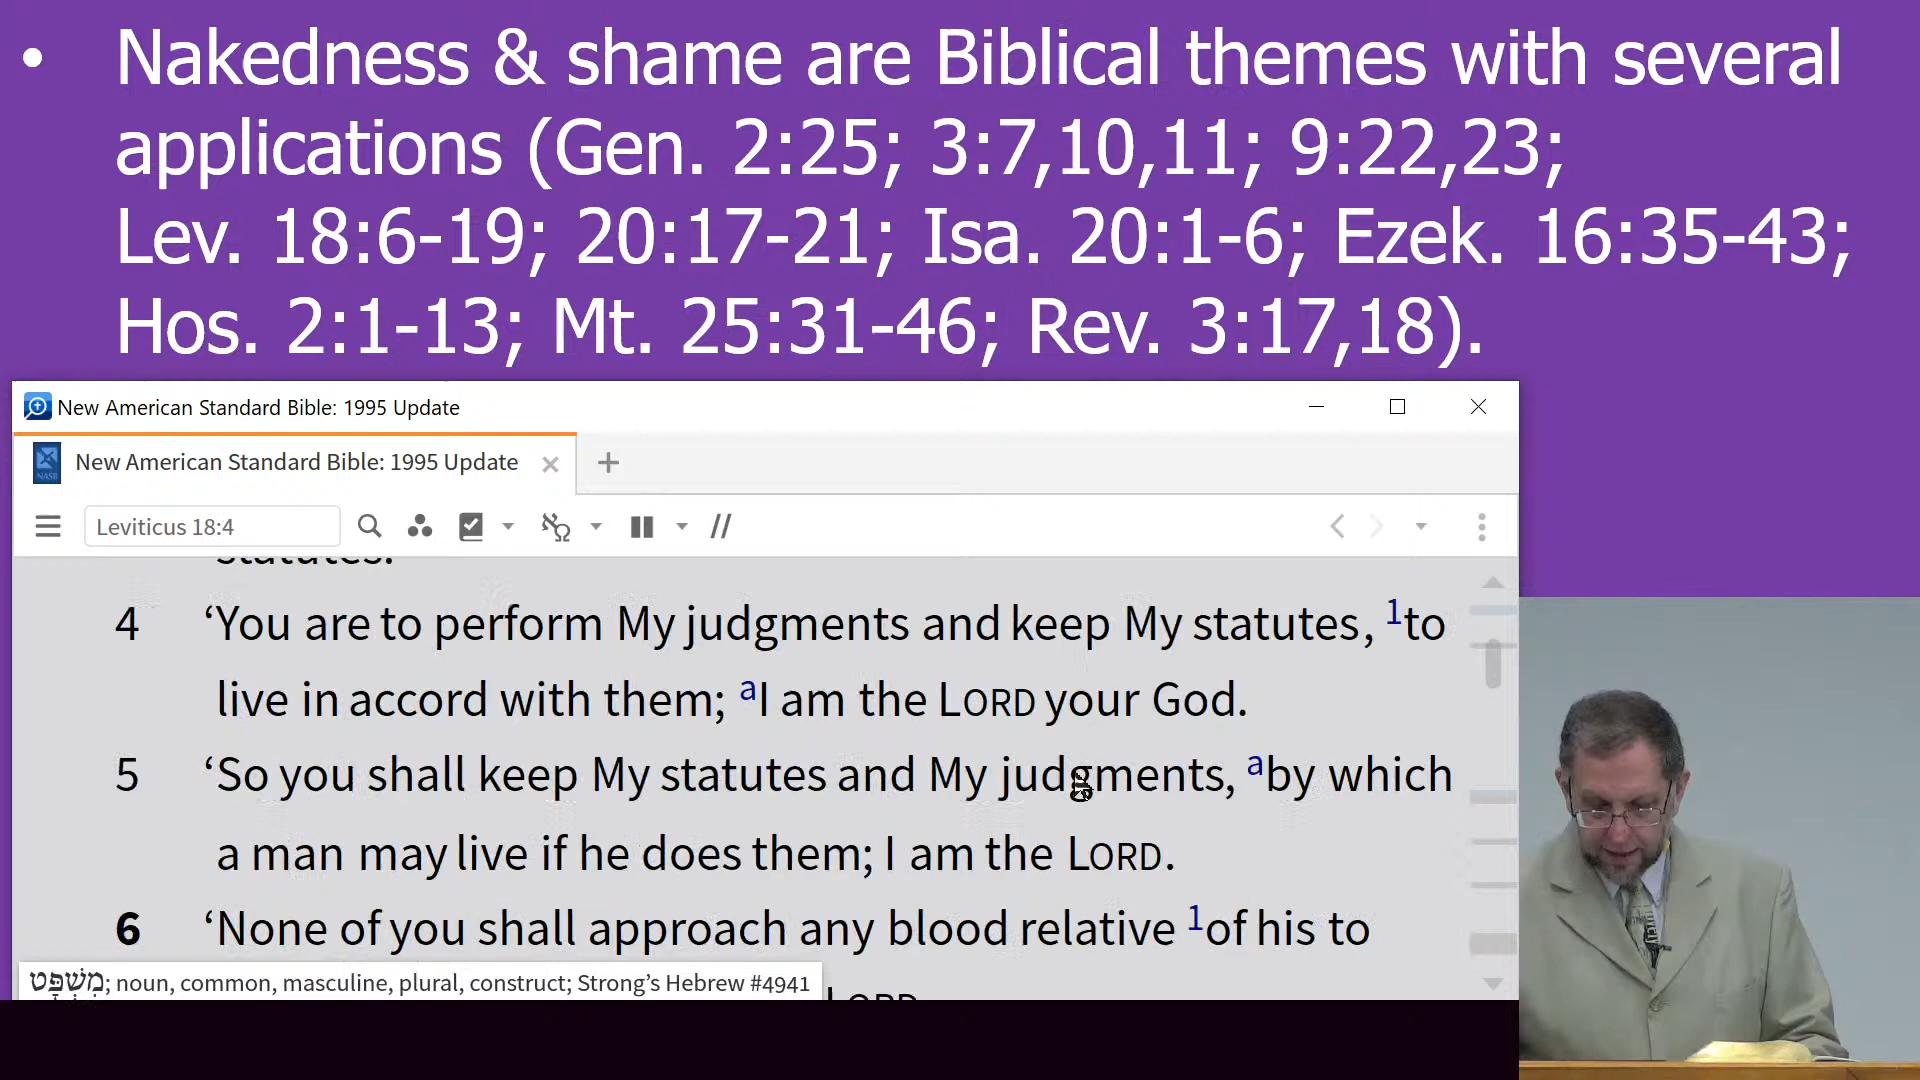 • Nakedness & shame are Biblical themes with several
applications (Gen. 2:25; 3:7,10,11; 9:22,23;
Lev. 18:6-19; 20:17-21; Isa. 20:1-6; Ezek. 16:35-43;
Hos. 2:1-13; Mt. 25:31-46; Rev. 3:17,18).
New American Standard Bible: 1995 Update
New American Standard Bible: 1995 Update
Leviticus 18:4
statutes.
4 ‘You are to perform My judgments and keep My statutes, 1to
live in accord with them; aI am the LORD your God.
5 ‘So you shall keep My statutes and My judgments, aby which
a man may live if he does them; I am the LORD.
6 ‘None of you shall approach any blood relative 1of his to
מִשְׁפָּט; noun, common, masculine, plural, construct; Strong’s Hebrew #4941
LORD